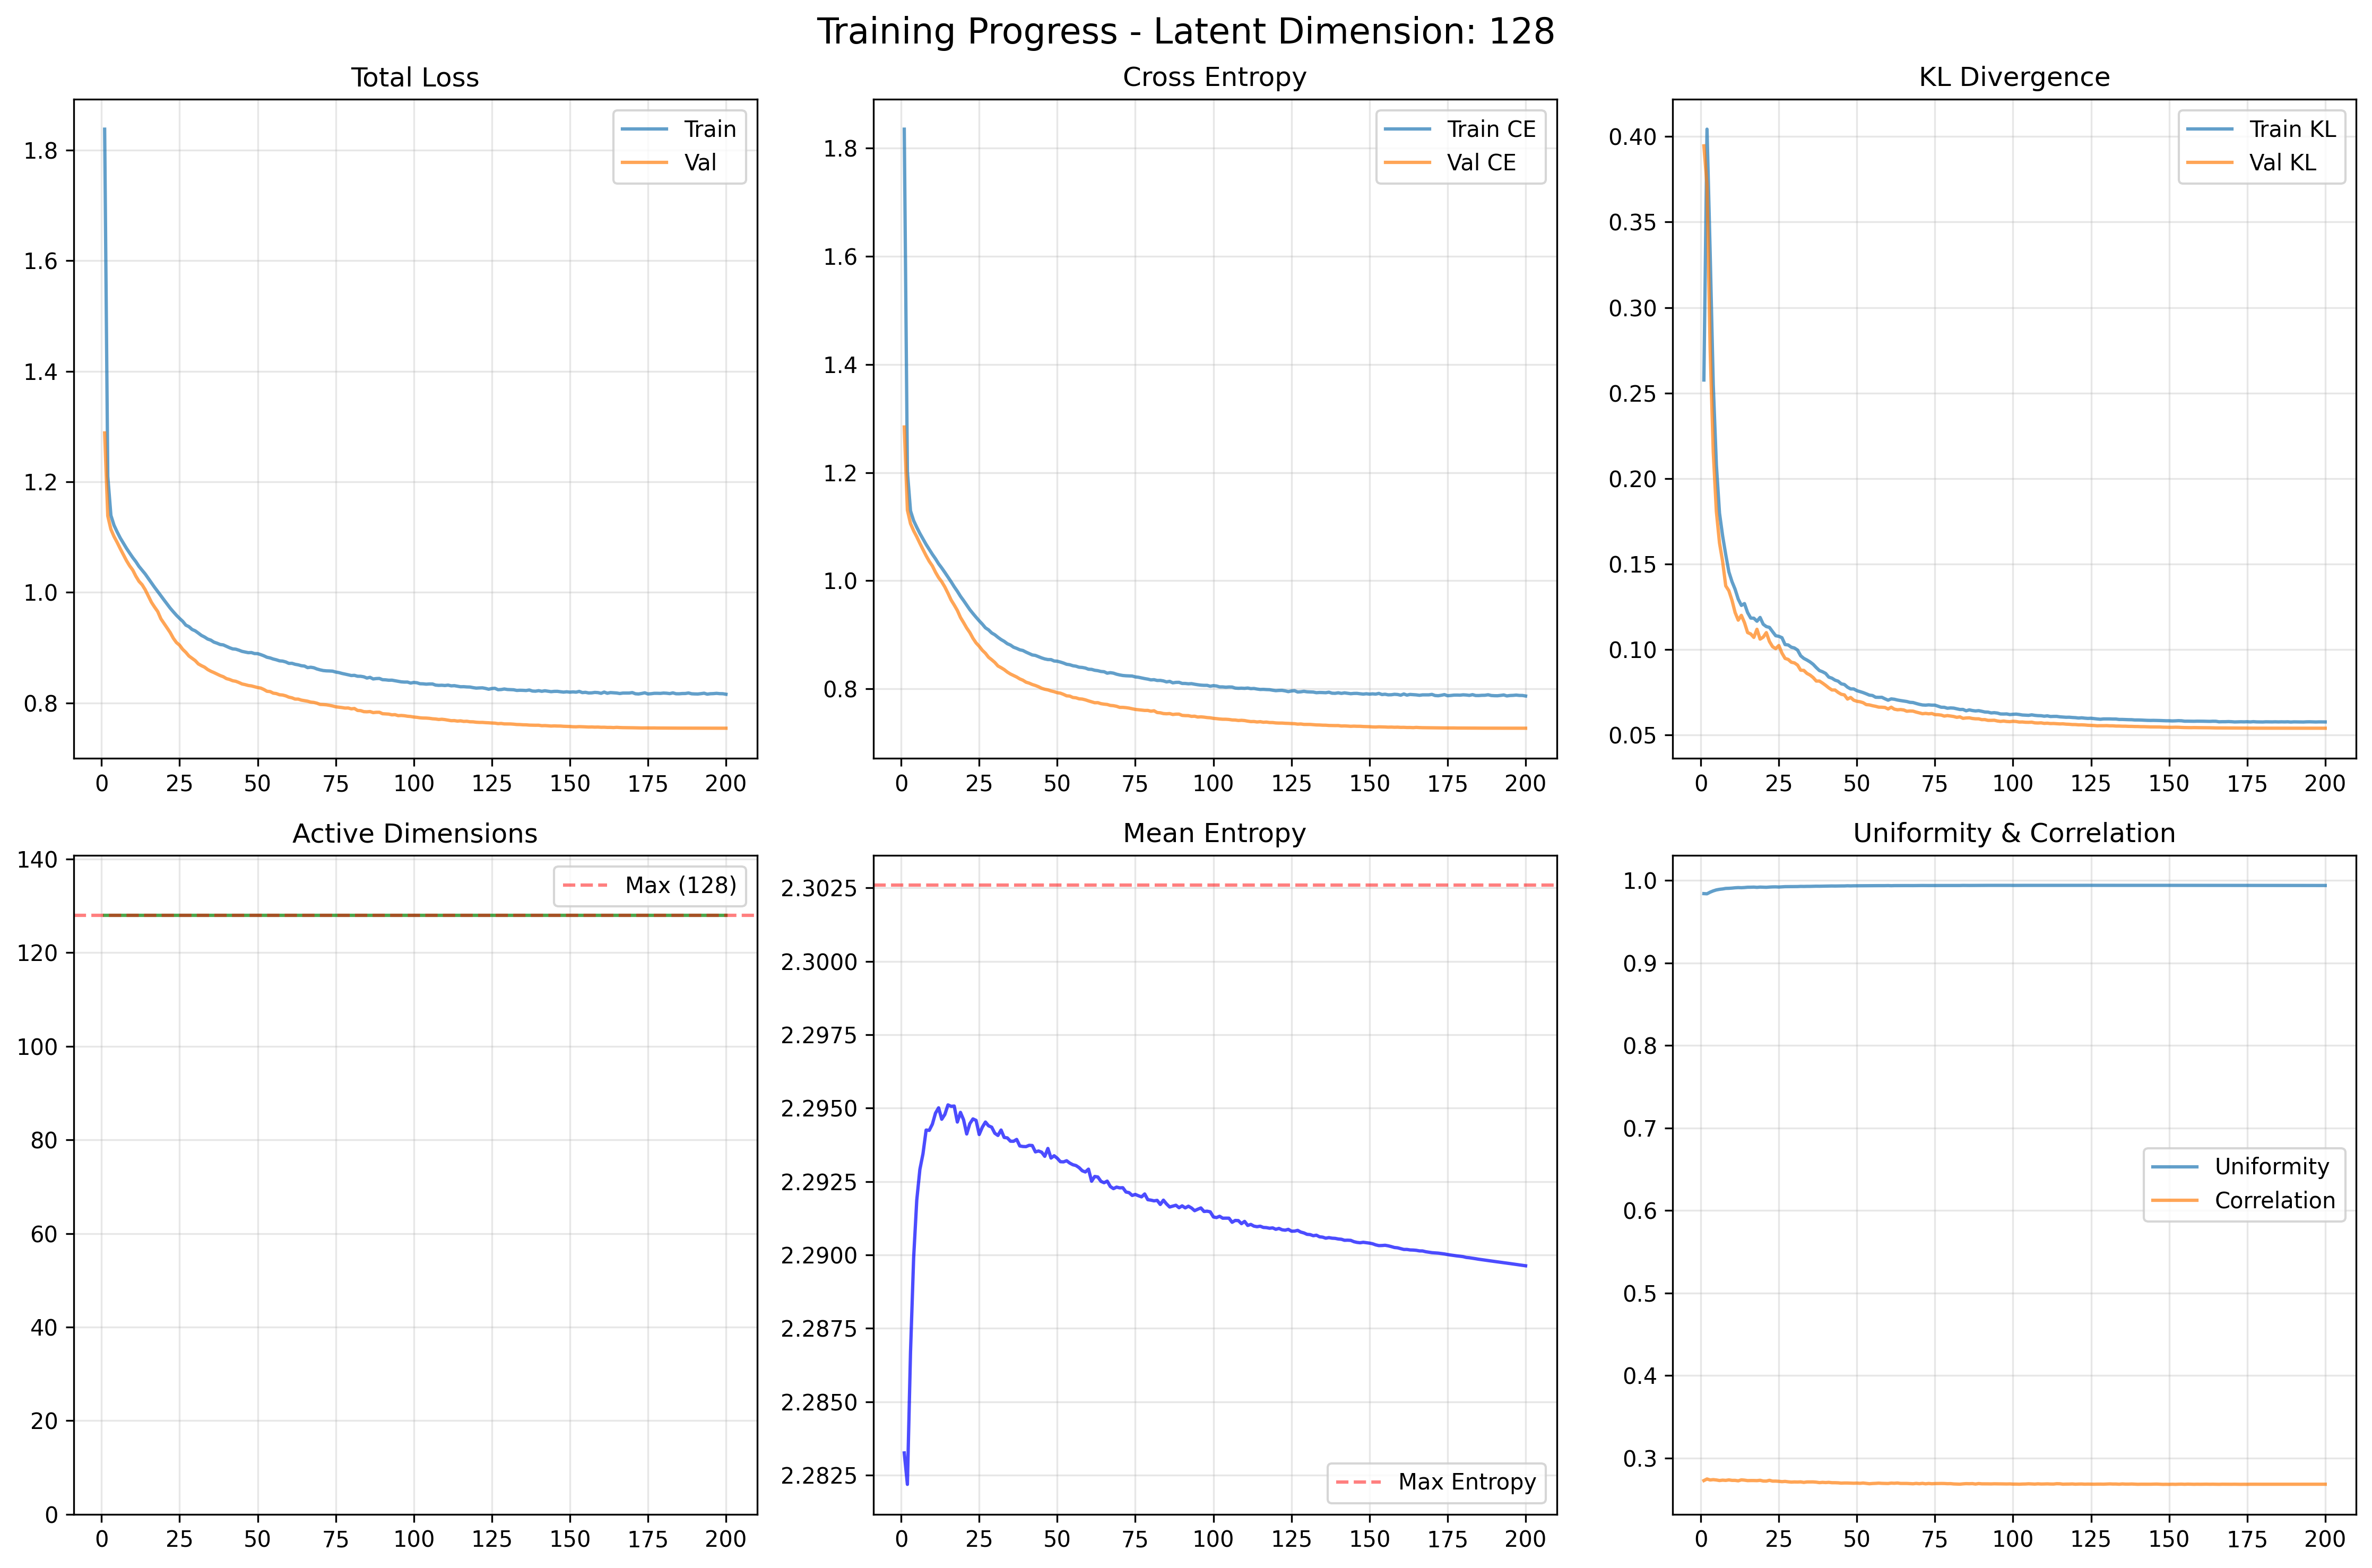 Training Progress - Latent Dimension: 128
Total Loss
1.8
1.6
1.4
1.2
1.0
0.8
0 25 50 75 100 125 150 175 200
Train
Val
Cross Entropy
1.8
1.6
1.4
1.2
1.0
0.8
0 25 50 75 100 125 150 175 200
Train CE
Val CE
KL Divergence
0.40
0.35
0.30
0.25
0.20
0.15
0.10
0.05
0 25 50 75 100 125 150 175 200
Train KL
Val KL
Active Dimensions
140
120
100
80
60
40
20
0
0 25 50 75 100 125 150 175 200
Max (128)
Mean Entropy
2.3025
2.3000
2.2975
2.2950
2.2925
2.2900
2.2875
2.2850
2.2825
0 25 50 75 100 125 150 175 200
Max Entropy
Uniformity & Correlation
1.0
0.9
0.8
0.7
0.6
0.5
0.4
0.3
0 25 50 75 100 125 150 175 200
Uniformity
Correlation